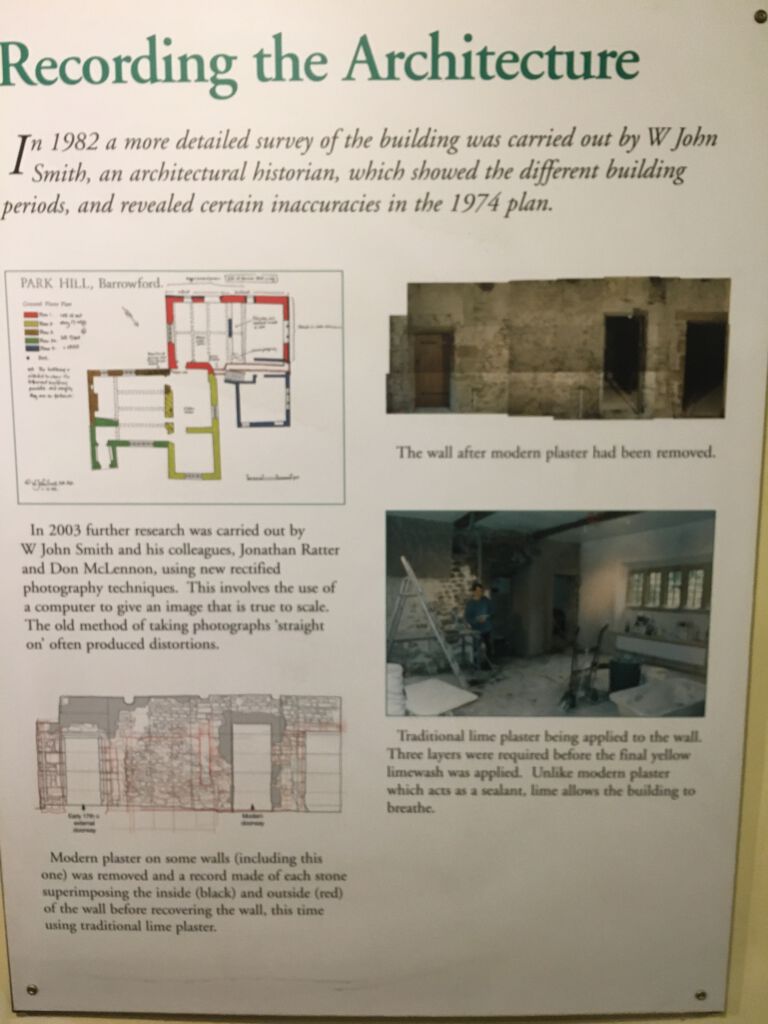 Recording the Architecture
In 1982 a more detailed survey of the building was carried out by W John
Smith, an architectural historian, which showed the different building
periods, and revealed certain inaccuracies in the 1974 plan.
PARK HILL, Barrowford.
Ground Floor Plan
The wall after modern plaster had been removed.
In 2003 further research was carried out by
W John Smith and his colleagues, Jonathan Ratter
and Don McLennon, using new rectified
photography techniques. This involves the use of
a computer to give an image that is true to scale.
The old method of taking photographs 'straight
on' often produced distortions.
Early 17th c
external
doorway
Modern
doorway
Modern plaster on some walls (including this
one) was removed and a record made of each stone
superimposing the inside (black) and outside (red)
of the wall before recovering the wall, this time
using traditional lime plaster.
Traditional lime plaster being applied to the wall.
Three layers were required before the final yellow
limewash was applied. Unlike modern plaster
which acts as a sealant, lime allows the building to
breathe.